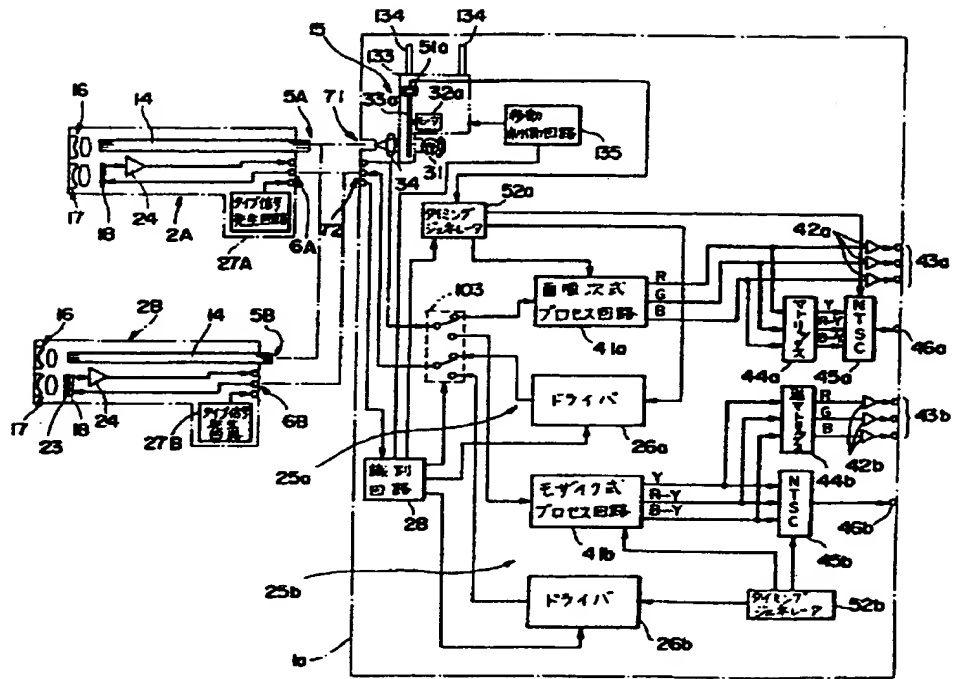 134 134
15 133 51a
33a 32a
モータ
16 14 5A 71
移動
制御回路
135
31
34
17 18 24 2A
タイプ信号
発生回路
27A
6A 72
52a
タイミング
ジェネレータ
103
面順次式
プロセス回路
41a
R
G
B
42a
43a
マトリクス
44a
Y
R-Y
B-Y
NTSC
45a
46a
16 2B 14 5B
17 23 18 24
タイプ信号
発生回路
27B
6B
25a
ドライバ
26a
識別
回路
28
モザイク式
プロセス回路
41b
Y
R-Y
B-Y
逆マトリクス
44b
R
G
B
42b
43b
NTSC
45b
46b
25b
ドライバ
26b
タイミング
ジェネレータ
52b
1a